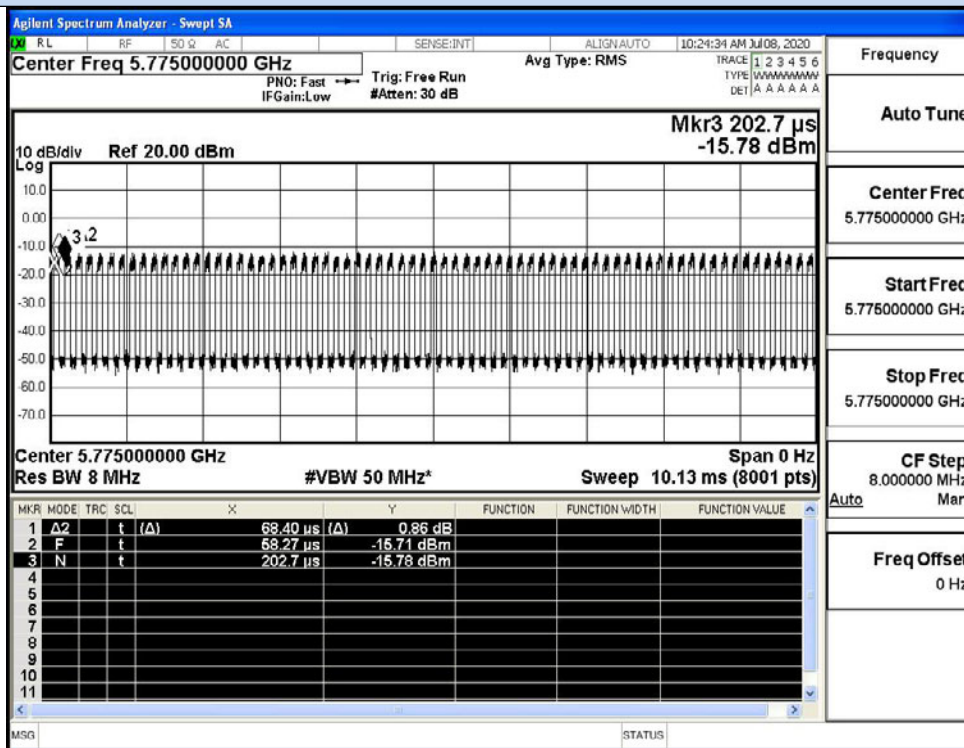 Agilent Spectrum Analyzer - Swept SA
LXI RL RF 50 Ω AC SENSE:INT ALIGNAUTO 10:24:34 AM Jul 08, 2020
Center Freq 5.775000000 GHz Avg Type: RMS TRACE 1 2 3 4 5 6
PNO: Fast Trig: Free Run TYPE WWWWWW
IFGain:Low #Atten: 30 dB DET A A A A A A
Mkr3 202.7 µs
-15.78 dBm
10 dB/div Ref 20.00 dBm
Log
10.0
0.00
-10.0
-20.0
-30.0
-40.0
-50.0
-60.0
-70.0
3 2
Center 5.775000000 GHz Span 0 Hz
Res BW 8 MHz #VBW 50 MHz* Sweep 10.13 ms (8001 pts)
MKR MODE TRC SCL X Y FUNCTION FUNCTION WIDTH FUNCTION VALUE
1 Δ2 t (Δ) 68.40 µs (Δ) 0.86 dB
2 F t 58.27 µs -15.71 dBm
3 N t 202.7 µs -15.78 dBm
4
5
6
7
8
9
10
11
MSG STATUS
Frequency
Auto Tune
Center Freq
5.775000000 GHz
Start Freq
5.775000000 GHz
Stop Freq
5.775000000 GHz
CF Step
8.000000 MHz
Auto Man
Freq Offset
0 Hz